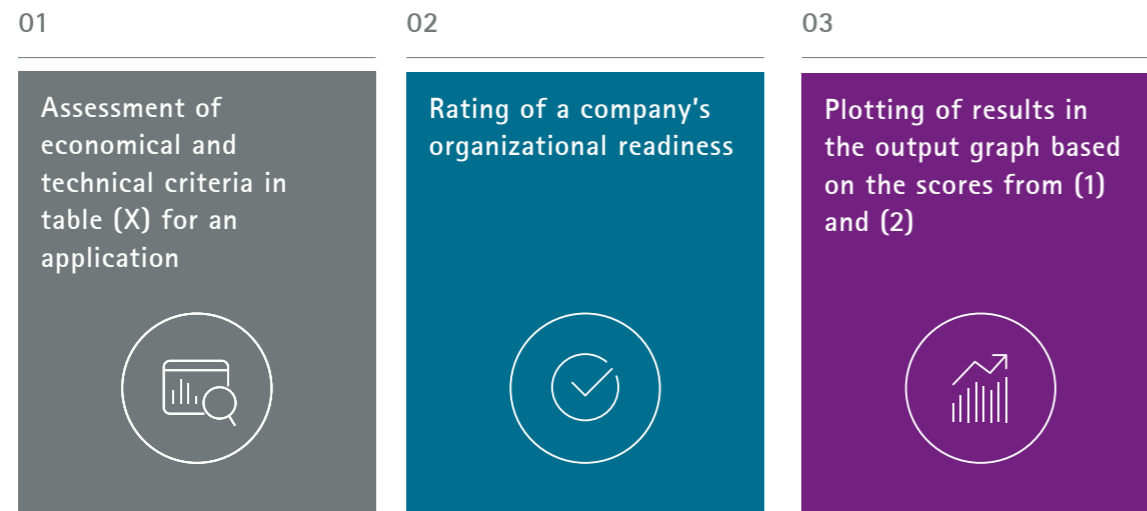 01
Assessment of
economical and
technical criteria in
table (X) for an
application
02
Rating of a company's
organizational readiness
03
Plotting of results in
the output graph based
on the scores from (1)
and (2)